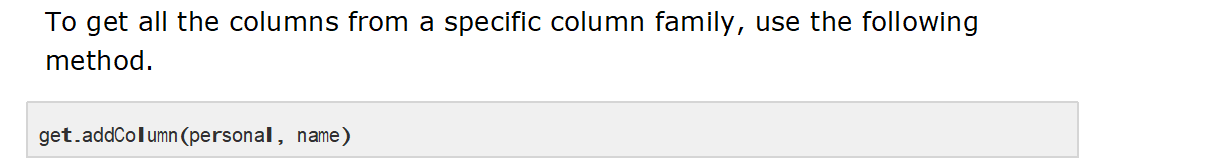 To get all the columns from a specific column family, use the following
method.
get.addColumn(personal, name)